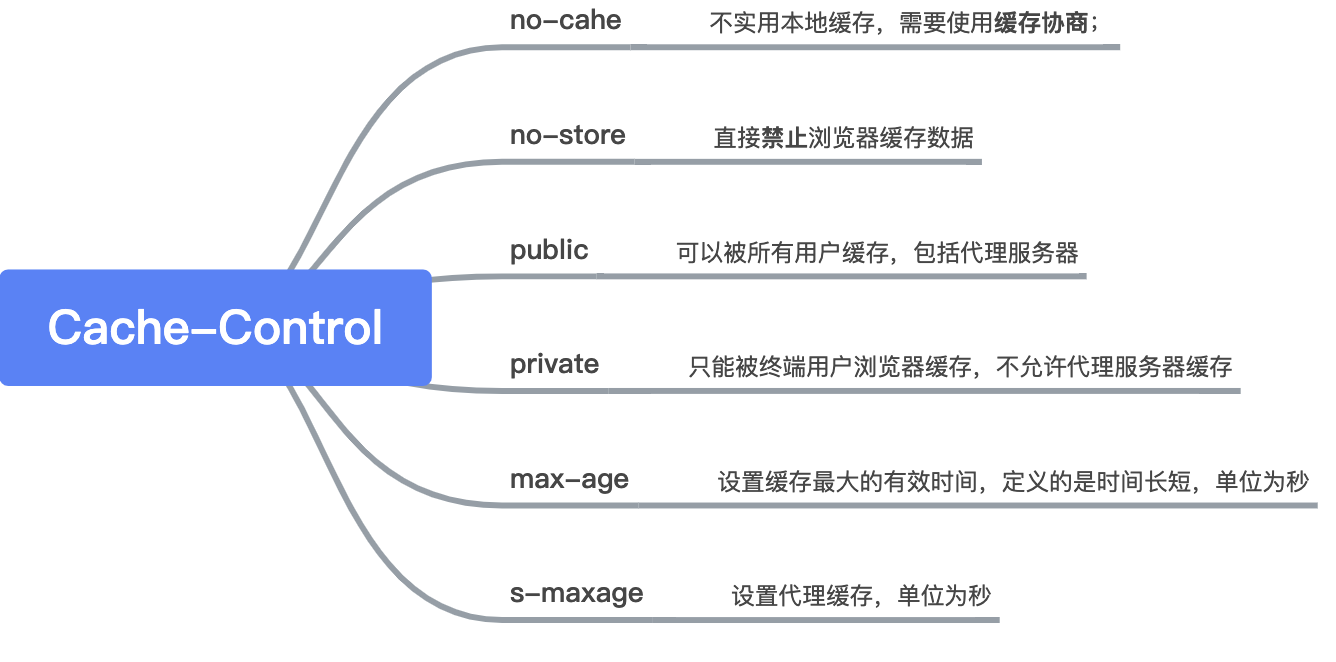 no-cahe 不实用本地缓存，需要使用缓存协商；
no-store 直接禁止浏览器缓存数据
public 可以被所有用户缓存，包括代理服务器
Cache-Control
private 只能被终端用户浏览器缓存，不允许代理服务器缓存
max-age 设置缓存最大的有效时间，定义的是时间长短，单位为秒
s-maxage 设置代理缓存，单位为秒